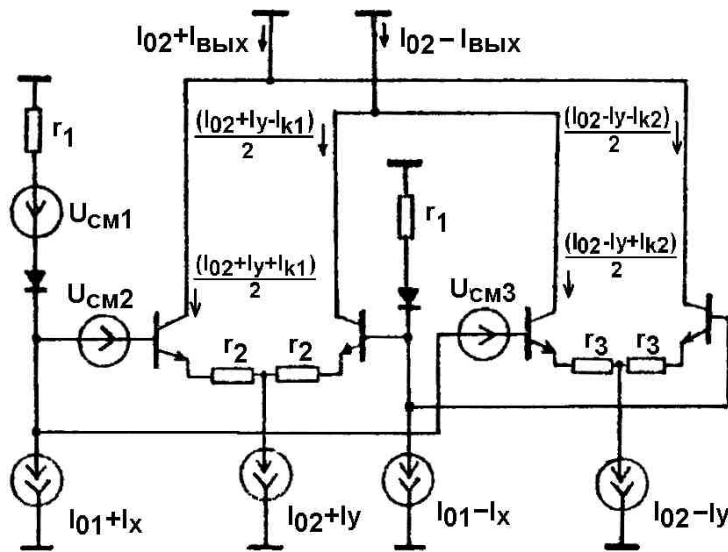 I02+Iвых
I02−Iвых
r1
(I02+Iy-Ik1)
2
(I02-Iy-Ik2)
2
r1
Uсм1
(I02+Iy+Ik1)
2
Uсм3
(I02-Iy+Ik2)
2
Uсм2
r2
r2
r3
r3
I01+Ix
I02+Iy
I01−Ix
I02−Iy